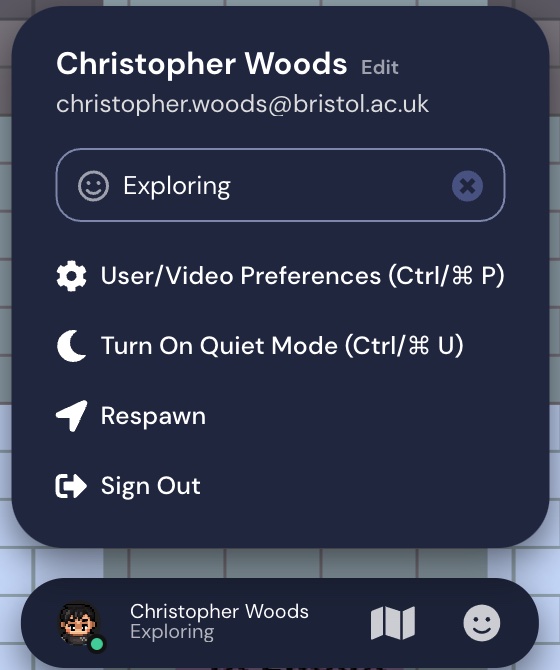 Christopher Woods Edit
christopher.woods@bristol.ac.uk
Exploring
User/Video Preferences (Ctrl/⌘ P)
Turn On Quiet Mode (Ctrl/⌘ U)
Respawn
Sign Out
Christopher Woods
Exploring